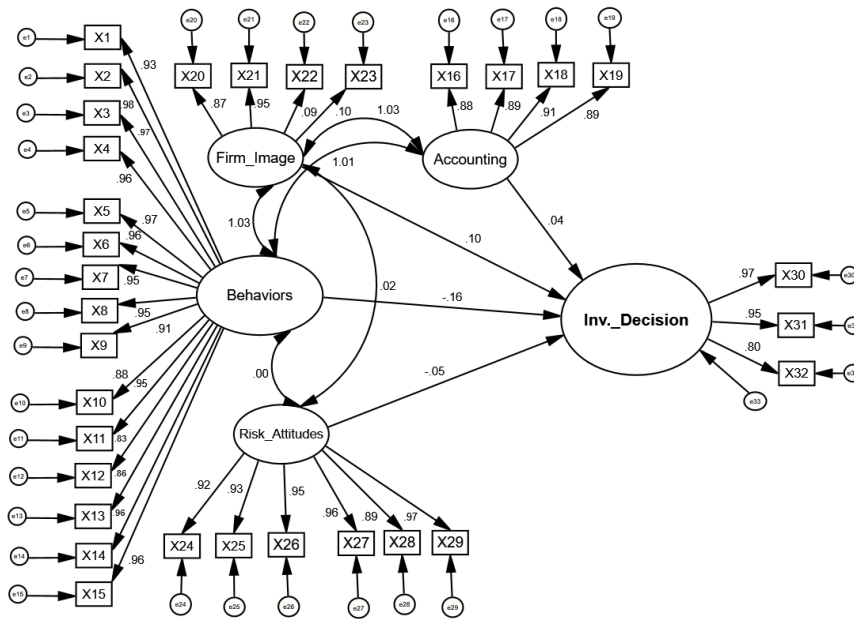 e20 e21 e22 e23 e16 e17 e18 e19
e1 X1
X20 X21 X22 X23 X16 X17 X18 X19
e2 X2 .93
.87 .95 .09 .10 1.03 .88 .89 .91 .89
e3 X3 .98 .97
e4 X4 .96
Firm_Image 1.01 Accounting
e5 X5 .97 1.03 .04
e6 X6 .96 .10
e7 X7 .95 .02 .97 X30
e8 X8 .95 Behaviors -.16 Inv._Decision .95 X31
e9 X9 .91 .80
.88 .95 .00 -.05 X32
e10 X10 e33
e11 X11 .83 Risk_Attitudes
e12 X12 .86
.92 .93 .95 .96 .89 .97
e13 X13 .96
X24 X25 X26 X27 X28 X29
e14 X14 .96
e15 X15
e24 e25 e26 e27 e28 e29